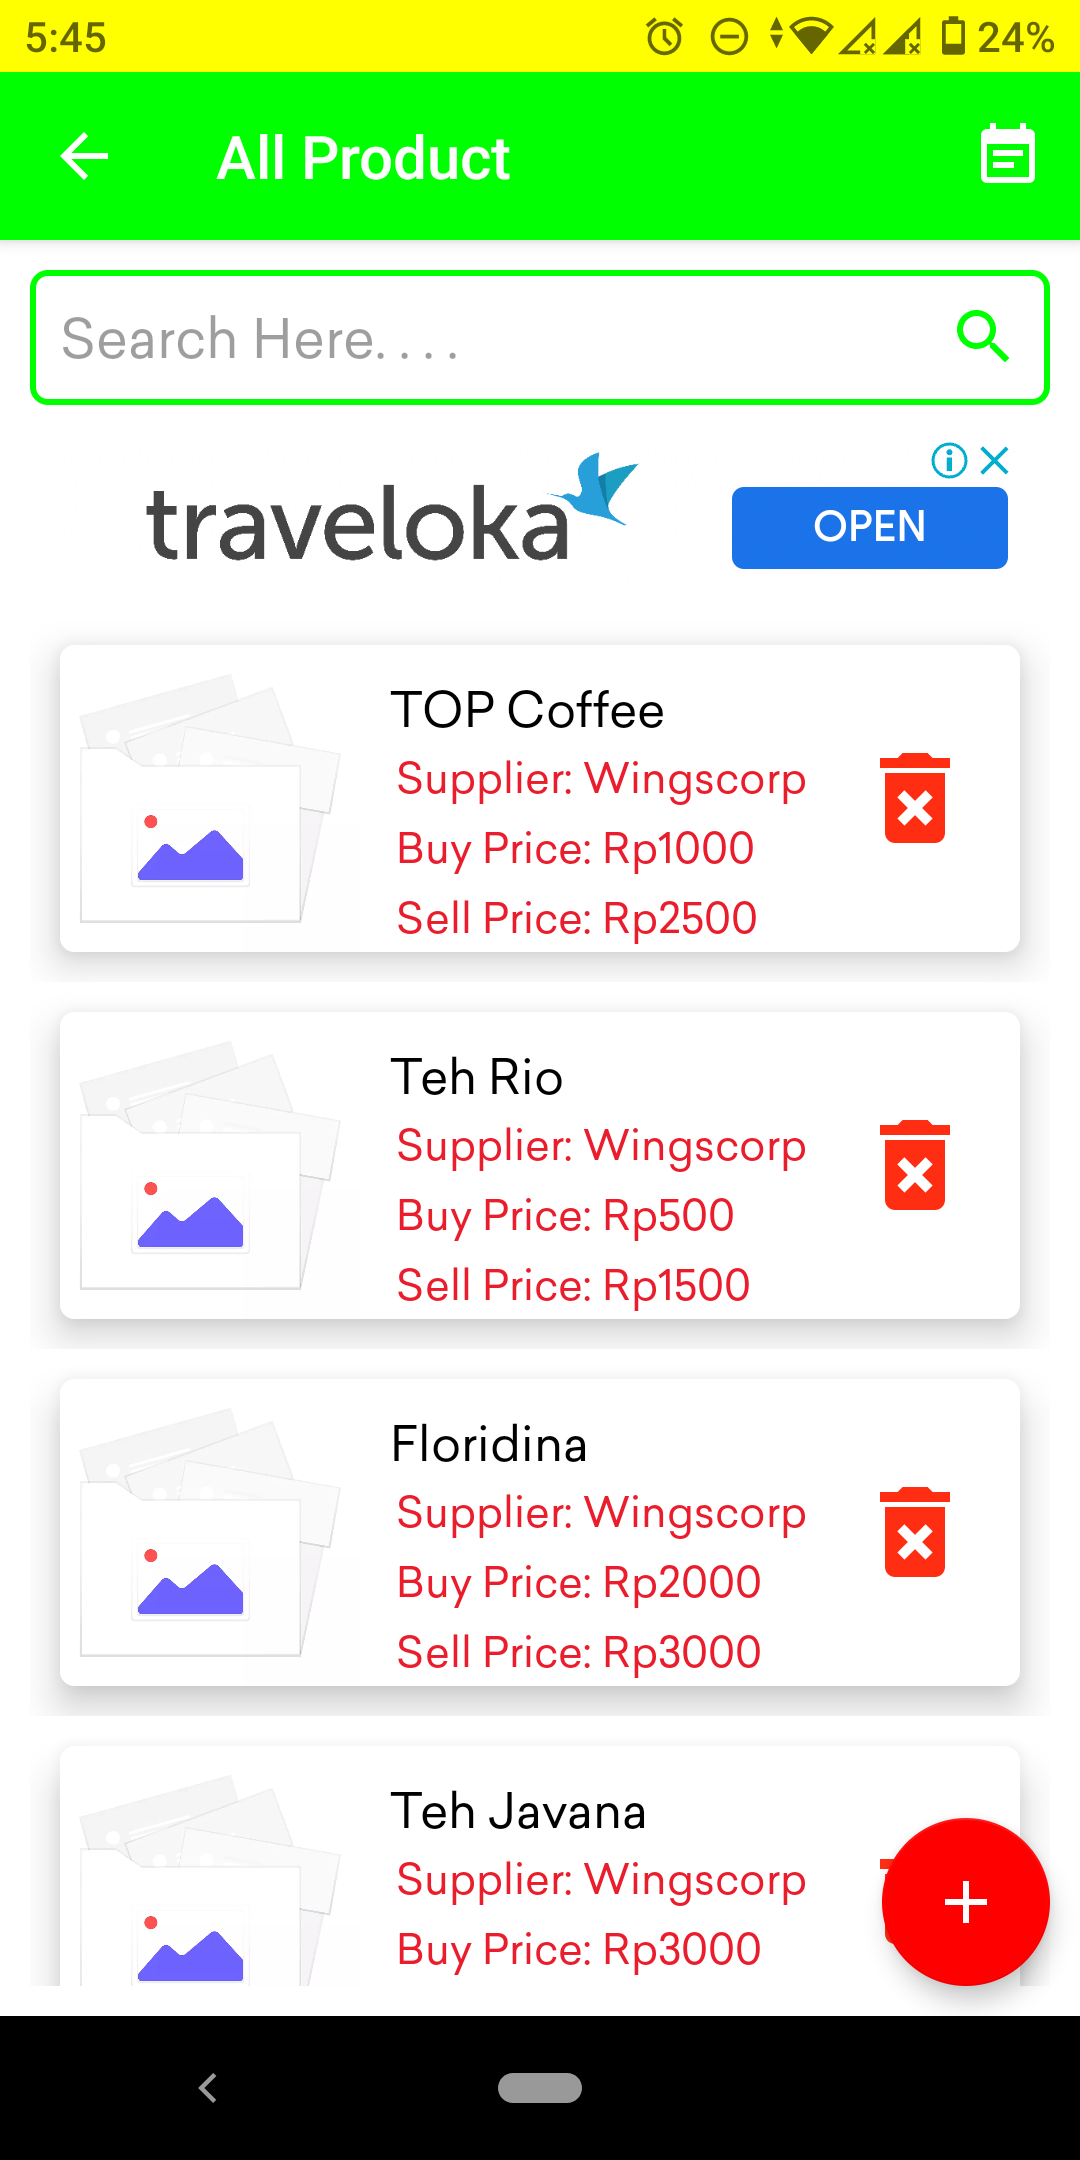 5:45
24%
All Product
Search Here....
traveloka
OPEN
TOP Coffee
Supplier: Wingscorp
Buy Price: Rp1000
Sell Price: Rp2500
Teh Rio
Supplier: Wingscorp
Buy Price: Rp500
Sell Price: Rp1500
Floridina
Supplier: Wingscorp
Buy Price: Rp2000
Sell Price: Rp3000
Teh Javana
Supplier: Wingscorp
Buy Price: Rp3000